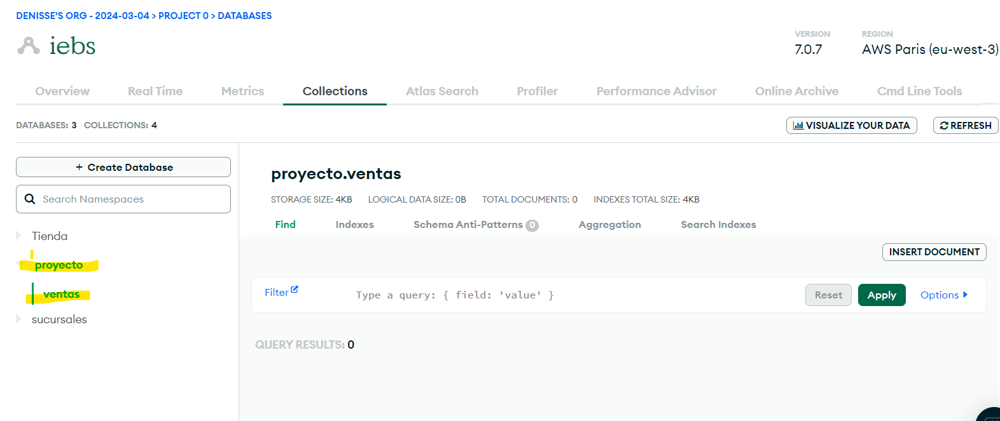 DENISSE'S ORG - 2024-03-04 > PROJECT 0 > DATABASES
iebs
VERSION
7.0.7
REGION
AWS Paris (eu-west-3)
Overview Real Time Metrics Collections Atlas Search Profiler Performance Advisor Online Archive Cmd Line Tools
DATABASES: 3 COLLECTIONS: 4
VISUALIZE YOUR DATA
REFRESH
+ Create Database
Search Namespaces
Tienda
proyecto
ventas
sucursales
proyecto.ventas
STORAGE SIZE: 4KB LOGICAL DATA SIZE: 0B TOTAL DOCUMENTS: 0 INDEXES TOTAL SIZE: 4KB
Find Indexes Schema Anti-Patterns 0 Aggregation Search Indexes
INSERT DOCUMENT
Filter Type a query: { field: 'value' } Reset Apply Options
QUERY RESULTS: 0